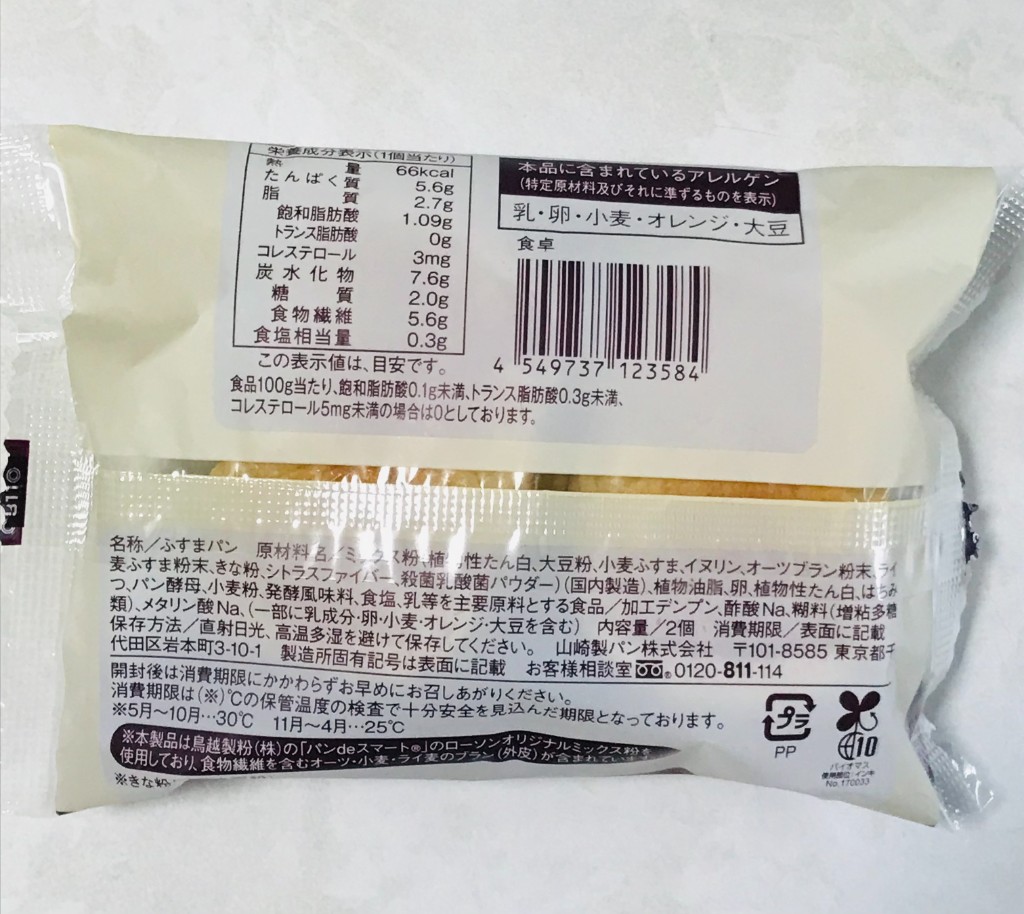 栄養成分表示(1個当たり)
熱量 66kcal
たんぱく質 5.6g
脂質 2.7g
飽和脂肪酸 1.09g
トランス脂肪酸 0g
コレステロール 3mg
炭水化物 7.6g
糖質 2.0g
食物繊維 5.6g
食塩相当量 0.3g
この表示値は、目安です。
食品100g当たり、飽和脂肪酸0.1g未満、トランス脂肪酸0.3g未満、
コレステロール5mg未満の場合は0としております。
本品に含まれているアレルゲン
(特定原材料及びそれに準ずるものを表示)
乳・卵・小麦・オレンジ・大豆
食卓
4 549737 123584
名称/ふすまパン 原材料名/ミックス粉(植物性たん白、大豆粉、小麦ふすま、イヌリン、オーツブラン粉末、ライ
麦ふすま粉末、きな粉、シトラスファイバー、殺菌乳酸菌パウダー)(国内製造)、植物油脂、卵、植物性たん白、はちみ
つ、パン酵母、小麦粉、発酵風味料、食塩、乳等を主要原料とする食品/加工デンプン、酢酸Na、糊料(増粘多糖
類)、メタリン酸Na、(一部に乳成分・卵・小麦・オレンジ・大豆を含む) 内容量/2個 消費期限/表面に記載
保存方法/直射日光、高温多湿を避けて保存してください。 山崎製パン株式会社 〒101-8585 東京都千
代田区岩本町3-10-1 製造所固有記号は表面に記載 お客様相談室 0120-811-114
開封後は消費期限にかかわらずお早めにお召しあがりください。
消費期限は(※)℃の保管温度の検査で十分安全を見込んだ期限となっております。
※5月〜10月…30℃ 11月〜4月…25℃
※本製品は鳥越製粉(株)の「パンdeスマート®」のローソンオリジナルミックス粉を
使用しており、食物繊維を含むオーツ・小麦・ライ麦のブラン(外皮)が含まれています
※きな粉
プラ
PP
10
バイオマス
使用部位:インキ
No.170033